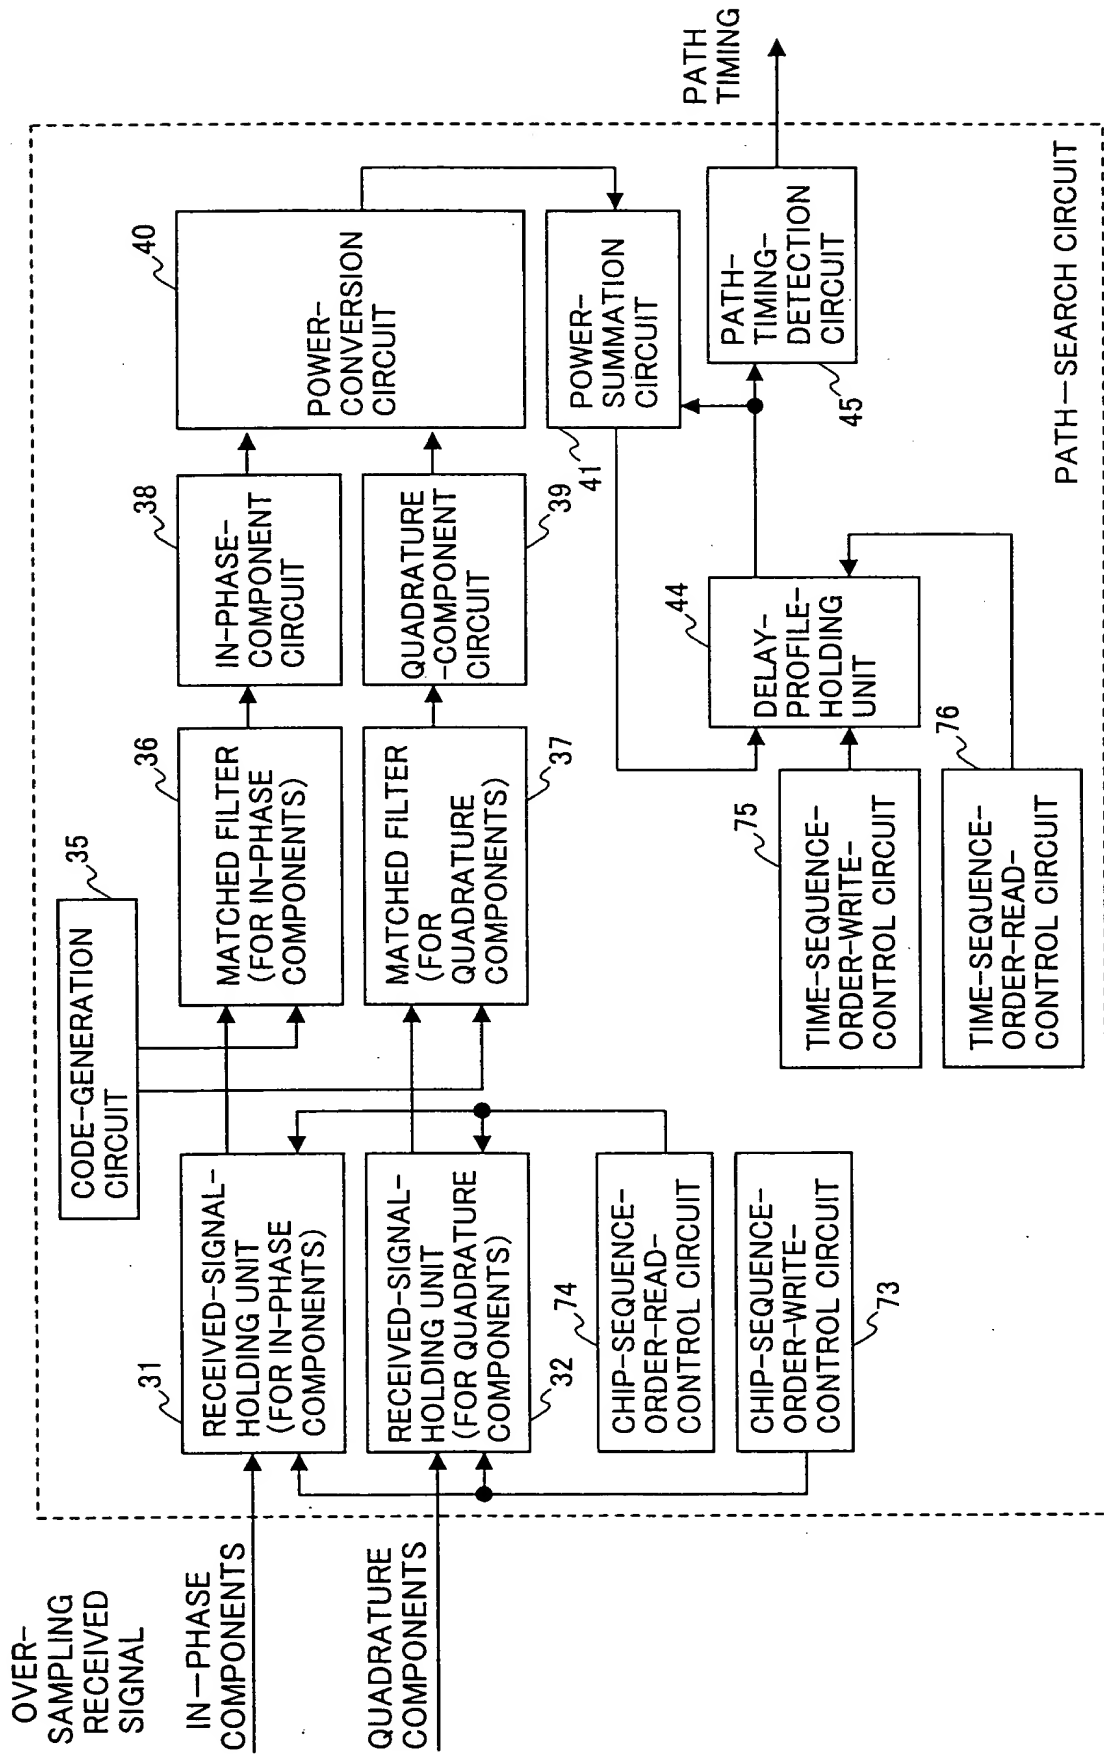 OVER-
SAMPLING
RECEIVED
SIGNAL
IN-PHASE
COMPONENTS
QUADRATURE
COMPONENTS
CODE-GENERATION
CIRCUIT
35
31
RECEIVED-SIGNAL-
HOLDING UNIT
(FOR IN-PHASE
COMPONENTS)
RECEIVED-SIGNAL-
HOLDING UNIT
(FOR QUADRATURE
COMPONENTS)
32
74
CHIP-SEQUENCE-
ORDER-READ-
CONTROL CIRCUIT
CHIP-SEQUENCE-
ORDER-WRITE-
CONTROL CIRCUIT
73
36
MATCHED FILTER
(FOR IN-PHASE
COMPONENTS)
MATCHED FILTER
(FOR
QUADRATURE
COMPONENTS)
37
38
IN-PHASE-
COMPONENT
CIRCUIT
QUADRATURE
-COMPONENT
CIRCUIT
39
40
POWER-
CONVERSION
CIRCUIT
POWER-
SUMMATION
CIRCUIT
41
44
DELAY-
PROFILE-
HOLDING
UNIT
75
TIME-SEQUENCE-
ORDER-WRITE-
CONTROL CIRCUIT
76
TIME-SEQUENCE-
ORDER-READ-
CONTROL CIRCUIT
PATH-
TIMING-
DETECTION
CIRCUIT
45
PATH
TIMING
PATH-SEARCH CIRCUIT